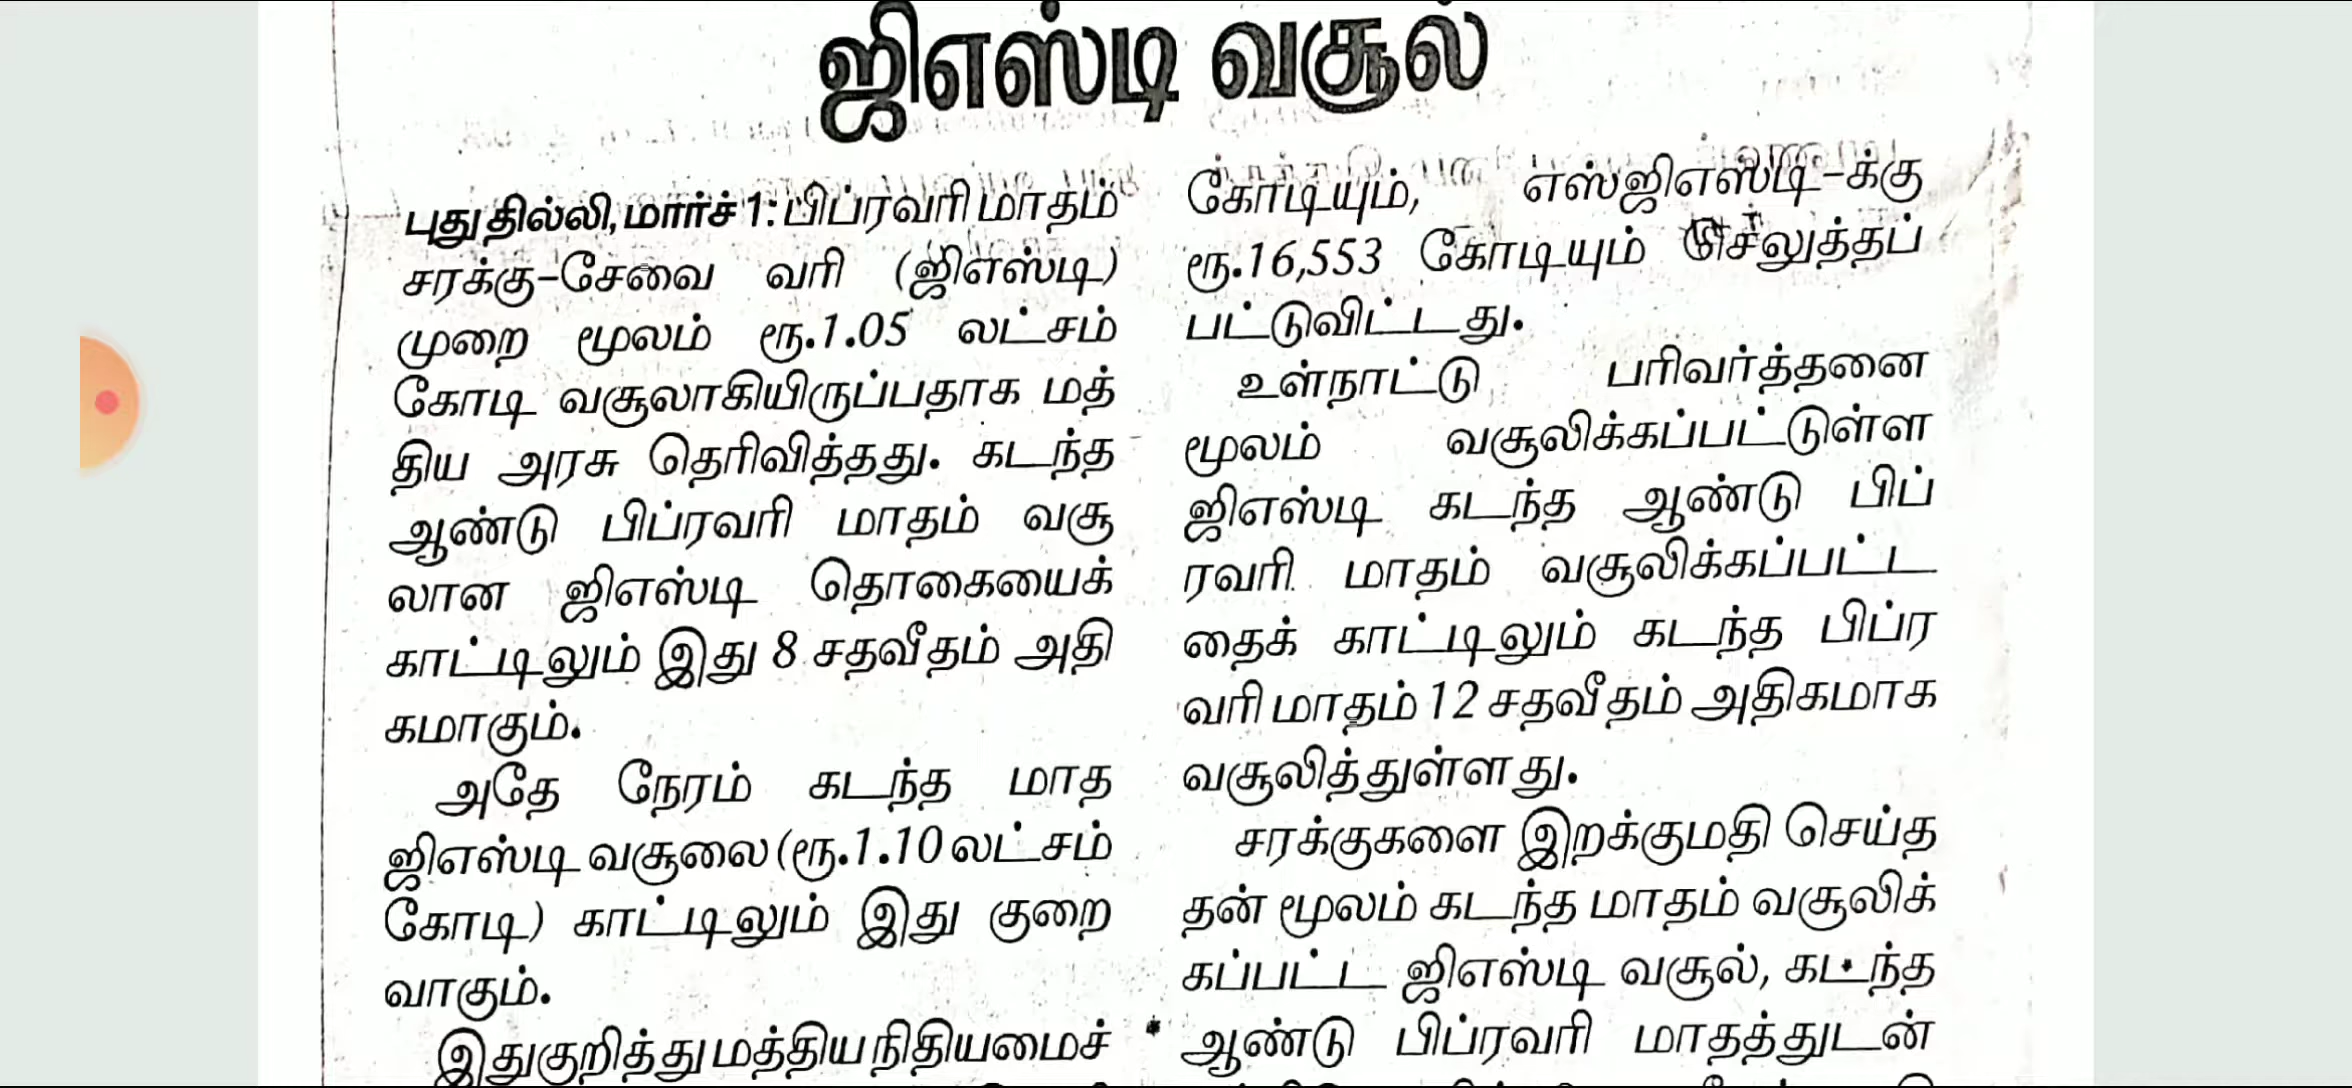 ஜிஎஸ்டி வசூல்
புது தில்லி, மார்ச் 1: பிப்ரவரி மாதம்
சரக்கு-சேவை வரி (ஜிஎஸ்டி)
முறை மூலம் ரூ.1.05 லட்சம்
கோடி வசூலாகியிருப்பதாக மத்
திய அரசு தெரிவித்தது. கடந்த
ஆண்டு பிப்ரவரி மாதம் வசூ
லான ஜிஎஸ்டி தொகையைக்
காட்டிலும் இது 8 சதவீதம் அதி
கமாகும்.
அதே நேரம் கடந்த மாத
ஜிஎஸ்டி வசூலை (ரூ.1.10 லட்சம்
கோடி) காட்டிலும் இது குறை
வாகும்.
இதுகுறித்து மத்திய நிதியமைச்
கோடியும், எஸ்ஜிஎஸ்டி-க்கு
ரூ.16,553 கோடியும் செலுத்தப்
பட்டுவிட்டது.
உள்நாட்டு பரிவர்த்தனை
மூலம் வசூலிக்கப்பட்டுள்ள
ஜிஎஸ்டி கடந்த ஆண்டு பிப்
ரவரி மாதம் வசூலிக்கப்பட்ட
தைக் காட்டிலும் கடந்த பிப்ர
வரி மாதம் 12 சதவீதம் அதிகமாக
வசூலித்துள்ளது.
சரக்குகளை இறக்குமதி செய்த
தன் மூலம் கடந்த மாதம் வசூலிக்
கப்பட்ட ஜிஎஸ்டி வசூல், கடந்த
ஆண்டு பிப்ரவரி மாதத்துடன்